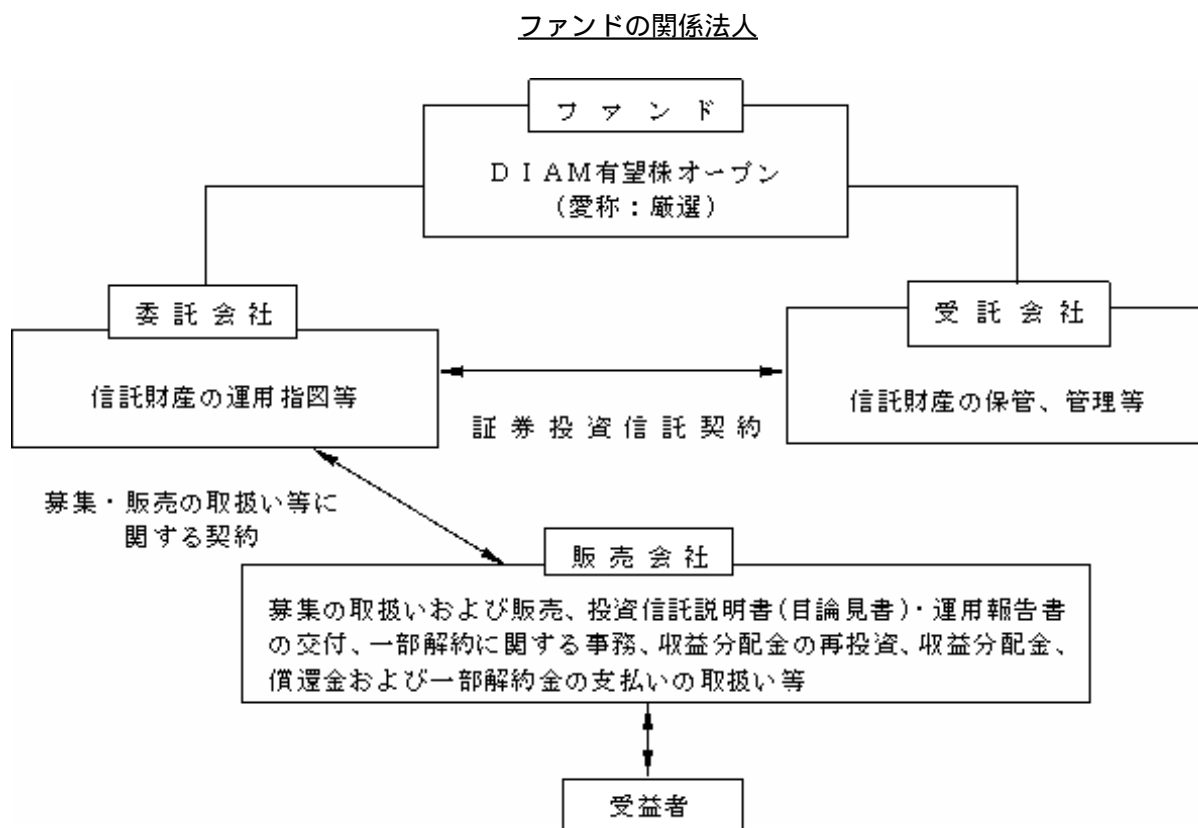 ファンドの関係法人
ファンド
DIAM有望株オープン
(愛称：厳選)
委託会社
受託会社
信託財産の運用指図等
信託財産の保管、管理等
証券投資信託契約
募集・販売の取扱い等に
関する契約
販売会社
募集の取扱いおよび販売、投資信託説明書(目論見書)・運用報告書
の交付、一部解約に関する事務、収益分配金の再投資、収益分配金、
償還金および一部解約金の支払いの取扱い等
受益者